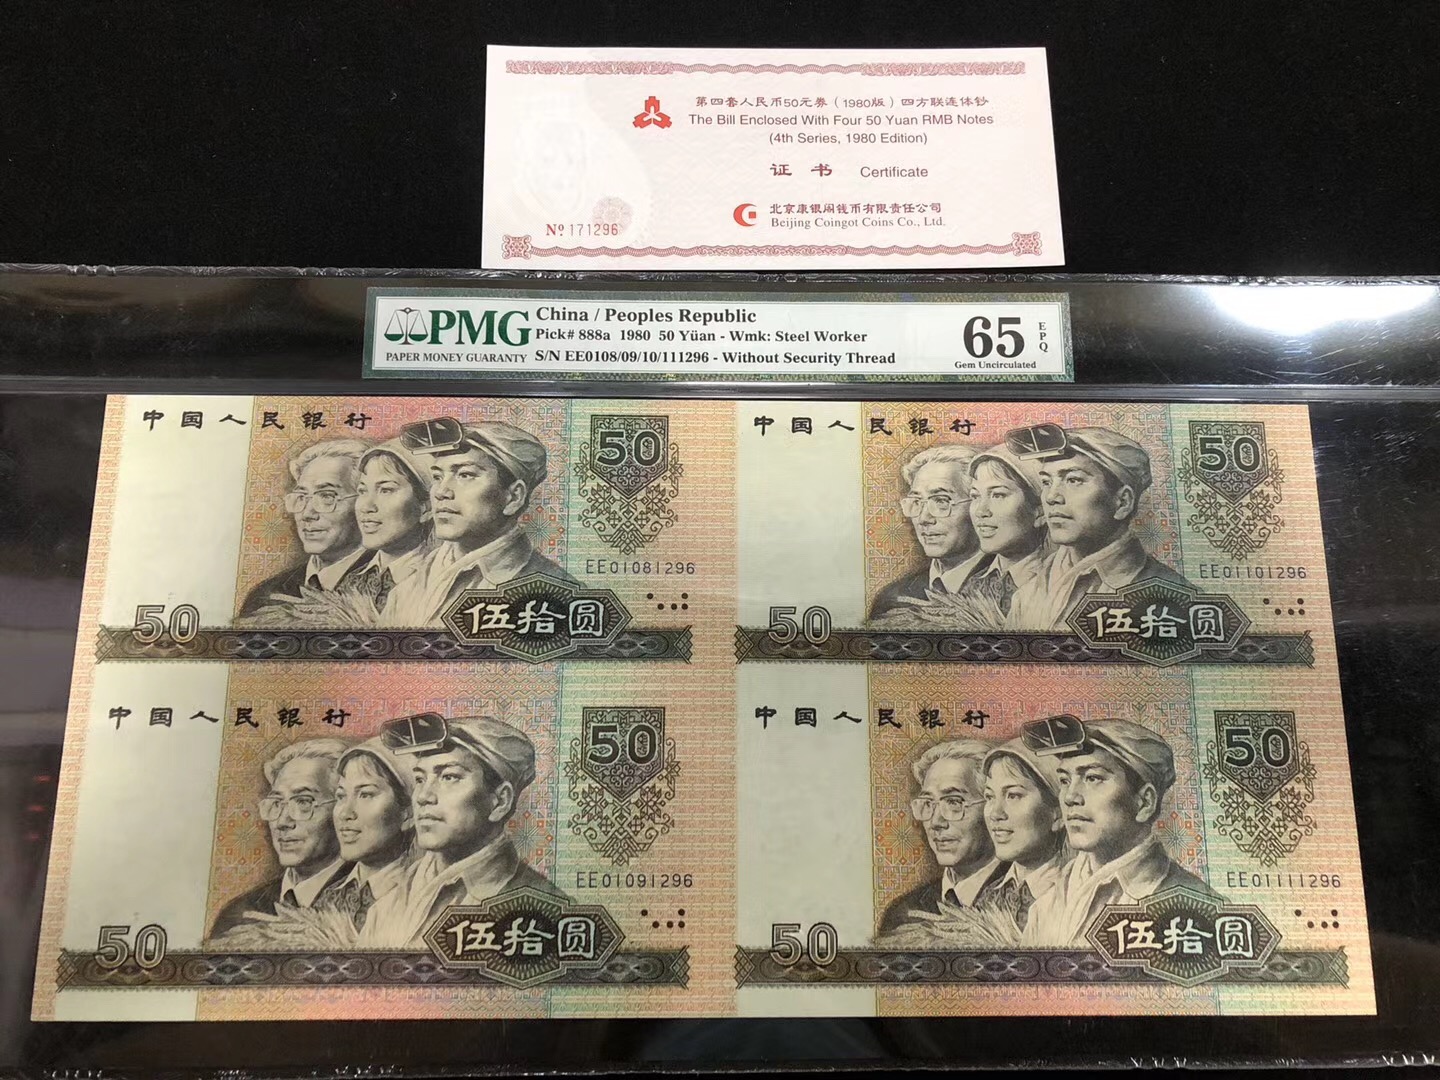 第四套人民币50元券（1980版）四方联连体钞
The Bill Enclosed With Four 50 Yuan RMB Notes
(4th Series, 1980 Edition)
证书 Certificate
北京康银阁钱币有限责任公司
Beijing Coingot Coins Co., Ltd.
Nº 171296
PMG
PAPER MONEY GUARANTY
China / Peoples Republic
Pick# 888a 1980 50 Yüan - Wmk: Steel Worker
S/N EE0108/09/10/111296 - Without Security Thread
65 EPQ
Gem Uncirculated
中国人民银行
50
EE01081296
50
伍拾圆
中国人民银行
50
EE01101296
50
伍拾圆
中国人民银行
50
EE01091296
50
伍拾圆
中国人民银行
50
EE01111296
50
伍拾圆